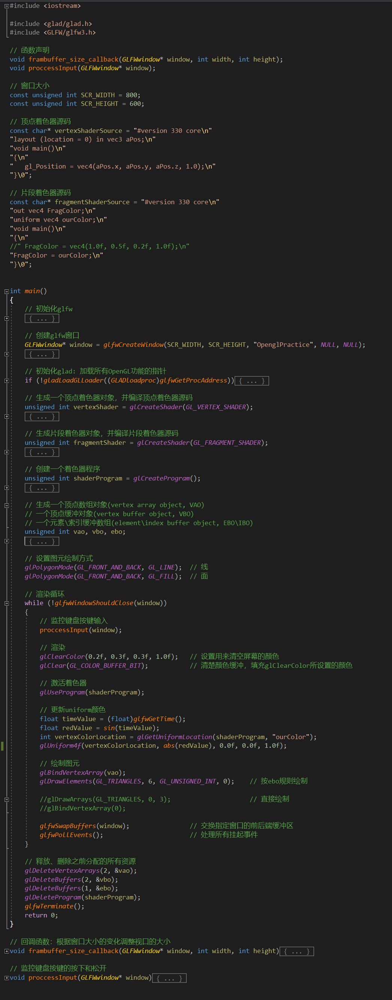 #include <iostream>
#include <glad/glad.h>
#include <GLFW/glfw3.h>
// 函数声明
void frambuffer_size_callback(GLFWwindow* window, int width, int height);
void proccessInput(GLFWwindow* window);
// 窗口大小
const unsigned int SCR_WIDTH = 800;
const unsigned int SCR_HEIGHT = 600;
// 顶点着色器源码
const char* vertexShaderSource = "#version 330 core\n"
"layout (location = 0) in vec3 aPos;\n"
"void main()\n"
"{\n"
"   gl_Position = vec4(aPos.x, aPos.y, aPos.z, 1.0);\n"
"}\0";
// 片段着色器源码
const char* fragmentShaderSource = "#version 330 core\n"
"out vec4 FragColor;\n"
"uniform vec4 ourColor;\n"
"void main()\n"
"{\n"
//" FragColor = vec4(1.0f, 0.5f, 0.2f, 1.0f);\n"
"FragColor = ourColor;\n"
"}\0";
int main()
{
// 初始化glfw
{ ... }
// 创建glfw窗口
GLFWwindow* window = glfwCreateWindow(SCR_WIDTH, SCR_HEIGHT, "OpenglPractice", NULL, NULL);
{ ... }
// 初始化glad: 加载所有OpenGL功能的指针
if (!gladLoadGLLoader((GLADloadproc)glfwGetProcAddress)){ ... }
// 生成一个顶点着色器对象, 并编译顶点着色器源码
unsigned int vertexShader = glCreateShader(GL_VERTEX_SHADER);
{ ... }
// 生成片段着色器对象, 并编译片段着色器源码
unsigned int fragmentShader = glCreateShader(GL_FRAGMENT_SHADER);
{ ... }
// 创建一个着色器程序
unsigned int shaderProgram = glCreateProgram();
{ ... }
// 生成一个顶点数组对象(vertex array object, VAO)
// 一个顶点缓冲对象(vertex buffer object, VBO)
// 一个元素\索引缓冲数组(element\index buffer object, EBO\IBO)
unsigned int vao, vbo, ebo;
{ ... }
// 设置图元绘制方式
glPolygonMode(GL_FRONT_AND_BACK, GL_LINE);  // 线
glPolygonMode(GL_FRONT_AND_BACK, GL_FILL);  // 面
// 渲染循环
while (!glfwWindowShouldClose(window))
{
// 监控键盘按键输入
proccessInput(window);
// 渲染
glClearColor(0.2f, 0.3f, 0.3f, 1.0f);   // 设置用来清空屏幕的颜色
glClear(GL_COLOR_BUFFER_BIT);           // 清楚颜色缓冲, 填充glClearColor所设置的颜色
// 激活着色器
glUseProgram(shaderProgram);
// 更新uniform颜色
float timeValue = (float)glfwGetTime();
float redValue = sin(timeValue);
int vertexColorLocation = glGetUniformLocation(shaderProgram, "ourColor");
glUniform4f(vertexColorLocation, abs(redValue), 0.0f, 0.0f, 1.0f);
// 绘制图元
glBindVertexArray(vao);
glDrawElements(GL_TRIANGLES, 6, GL_UNSIGNED_INT, 0);    // 按ebo规则绘制
//glDrawArrays(GL_TRIANGLES, 0, 3);                     // 直接绘制
//glBindVertexArray(0);
glfwSwapBuffers(window);                // 交换指定窗口的前后端缓冲区
glfwPollEvents();                       // 处理所有挂起事件
}
// 释放、删除之前分配的所有资源
glDeleteVertexArrays(2, &vao);
glDeleteBuffers(2, &vbo);
glDeleteBuffers(1, &ebo);
glDeleteProgram(shaderProgram);
glfwTerminate();
return 0;
}
// 回调函数: 根据窗口大小的变化调整视口的大小
void frambuffer_size_callback(GLFWwindow* window, int width, int height){ ... }
// 监控键盘按键的按下和松开
void proccessInput(GLFWwindow* window){ ... }